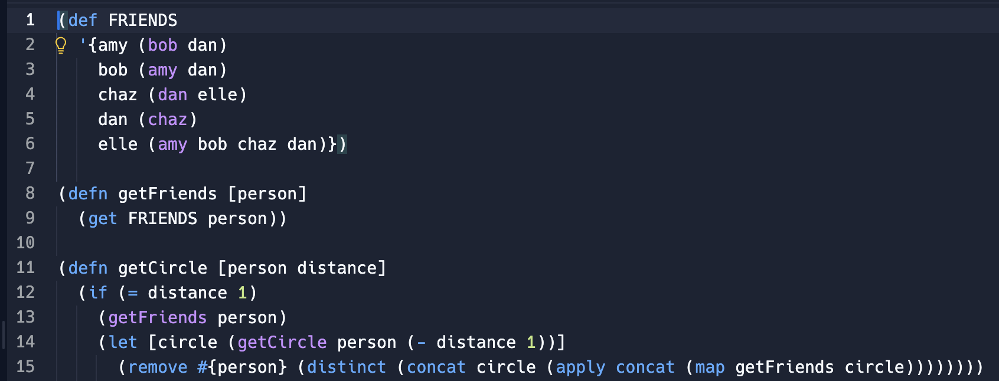 1 (def FRIENDS
2 '{amy (bob dan)
3 bob (amy dan)
4 chaz (dan elle)
5 dan (chaz)
6 elle (amy bob chaz dan)})
7
8 (defn getFriends [person]
9 (get FRIENDS person))
10
11 (defn getCircle [person distance]
12 (if (= distance 1)
13 (getFriends person)
14 (let [circle (getCircle person (- distance 1))]
15 (remove #{person} (distinct (concat circle (apply concat (map getFriends circle))))))))